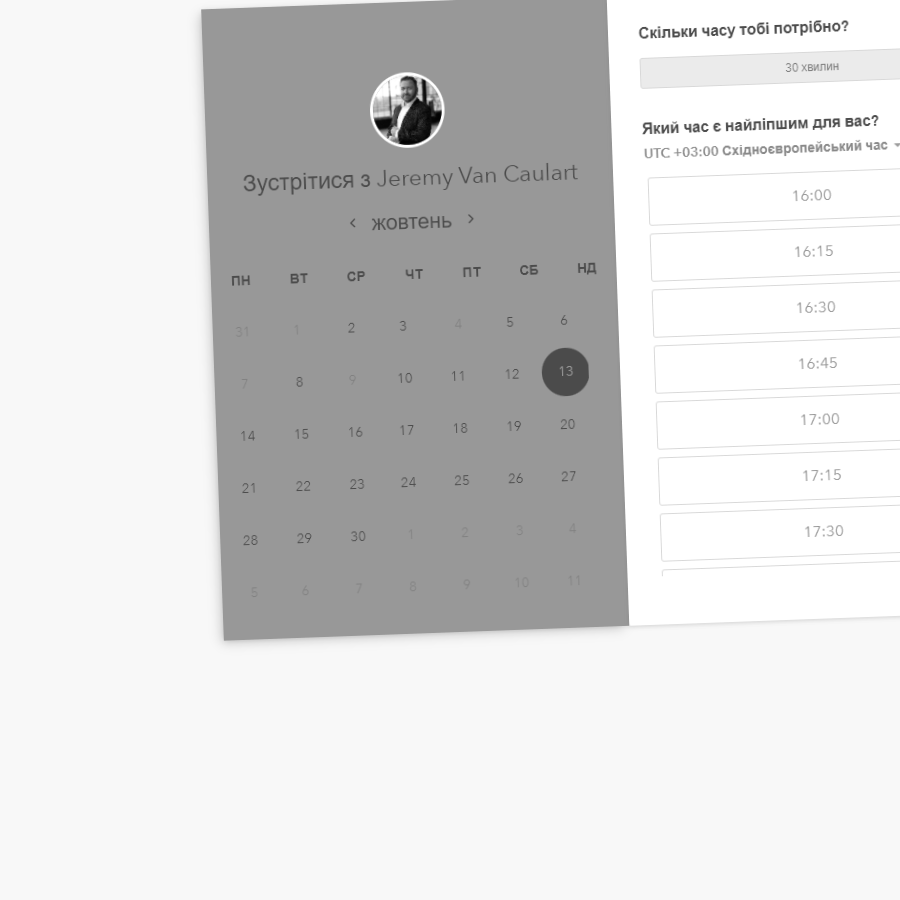 Зустрітися з Jeremy Van Caulart
‹ жовтень ›
ПН ВТ СР ЧТ ПТ СБ НД
31 1 2 3 4 5 6
7 8 9 10 11 12 13
14 15 16 17 18 19 20
21 22 23 24 25 26 27
28 29 30 1 2 3 4
5 6 7 8 9 10 11
Скільки часу тобі потрібно?
30 хвилин
Який час є найліпшим для вас?
UTC +03:00 Східноєвропейський час
16:00
16:15
16:30
16:45
17:00
17:15
17:30